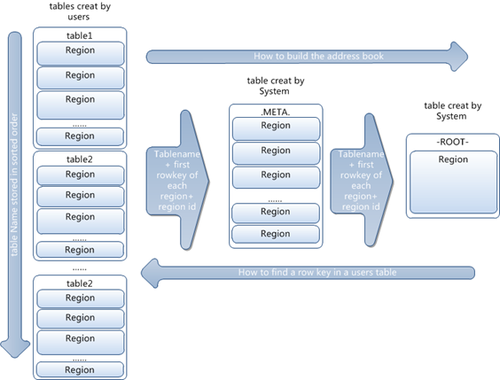 tables creat by
users
table1
Region
Region
Region
......
Region
table2
Region
Region
Region
......
Region
......
table2
Region
Region
Region
......
Region
table Name stored in sorted order
How to build the address book
Tablename
+ first
rowkey of
each
region+
region id
table creat by
System
.META.
Region
Region
Region
......
Region
Region
Tablename
+ first
rowkey of
each
region+
region id
table creat by
System
-ROOT-
Region
How to find a row key in a users table